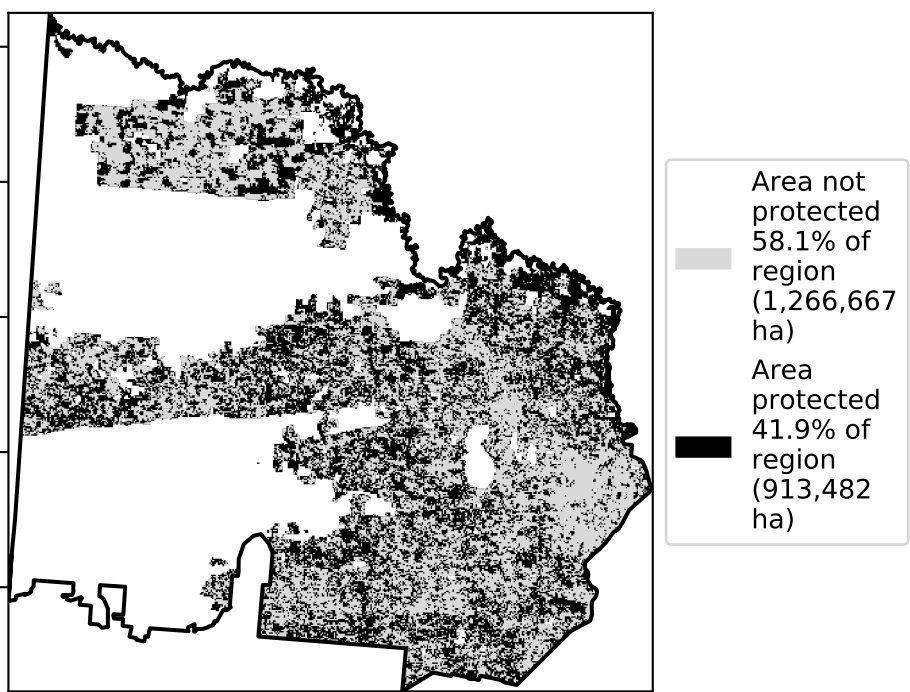 Area not
protected
58.1% of
region
(1,266,667
ha)
Area
protected
41.9% of
region
(913,482
ha)